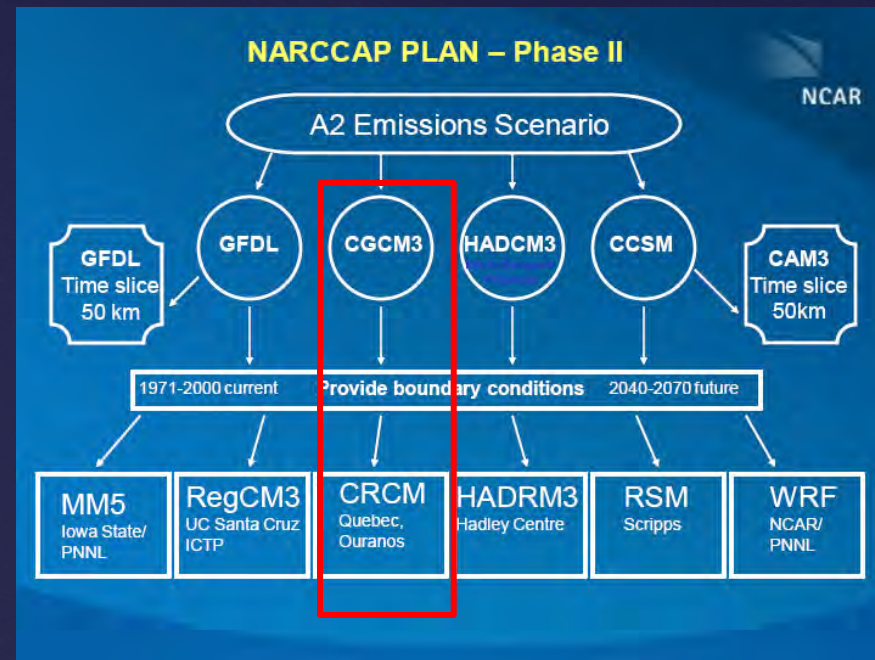 NARCCAP PLAN – Phase II
NCAR
A2 Emissions Scenario
GFDL
Time slice
50 km
GFDL
CGCM3
HADCM3
CCSM
CAM3
Time slice
50km
1971-2000 current
Provide boundary conditions
2040-2070 future
MM5
Iowa State/
PNNL
RegCM3
UC Santa Cruz
ICTP
CRCM
Quebec,
Ouranos
HADRM3
Hadley Centre
RSM
Scripps
WRF
NCAR/
PNNL